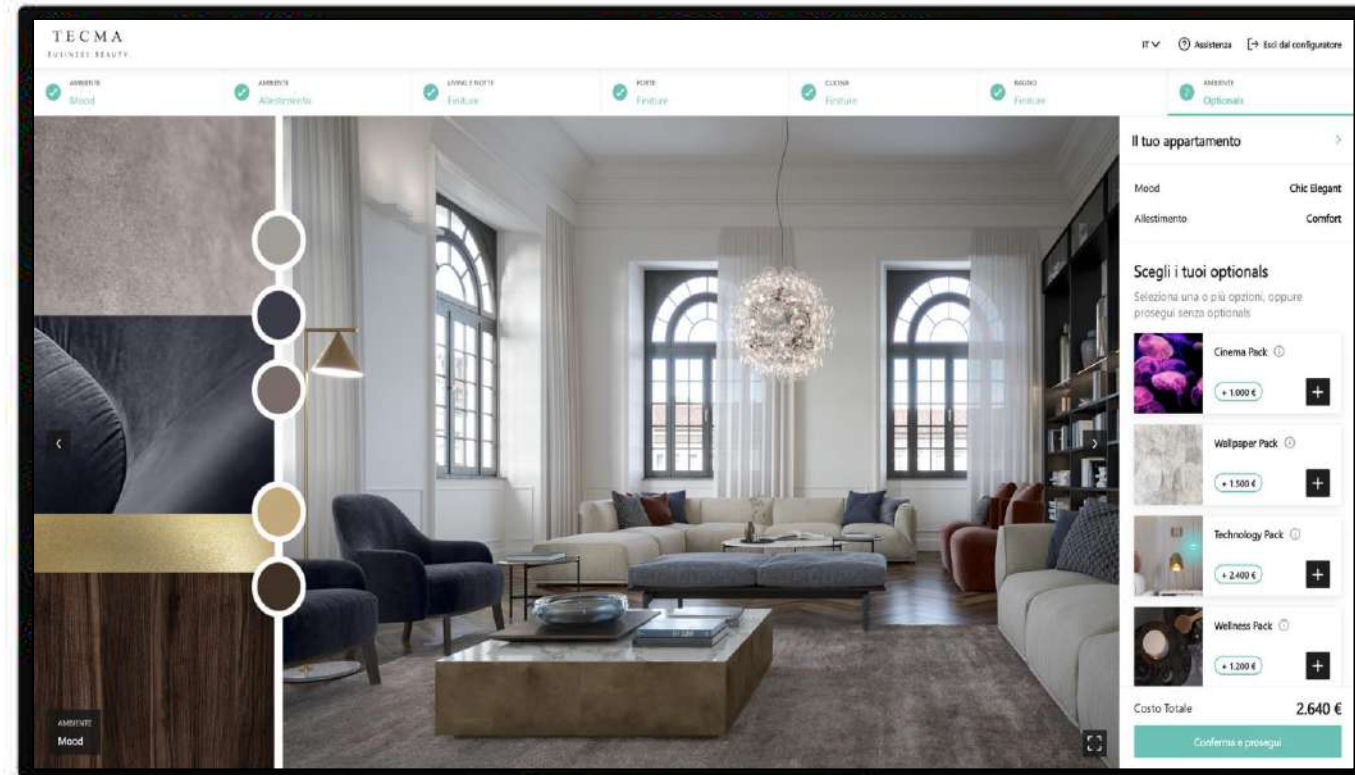 TECMA
BUSINESS BEAUTY
IT
Assistenza
Esci dal configuratore
AMBIENTE
Mood
AMBIENTE
Allestimento
LIVING E NOTTE
Finiture
PORTE
Finiture
CUCINA
Finiture
BAGNO
Finiture
AMBIENTE
Optionals
Il tuo appartamento
Mood
Chic Elegant
Allestimento
Comfort
Scegli i tuoi optionals
Seleziona una o più opzioni, oppure
prosegui senza optionals
Cinema Pack
+ 1.000 €
Wallpaper Pack
+ 1.500 €
Technology Pack
+ 2.400 €
Wellness Pack
+ 1.200 €
Costo Totale
2.640 €
Conferma e prosegui
AMBIENTE
Mood